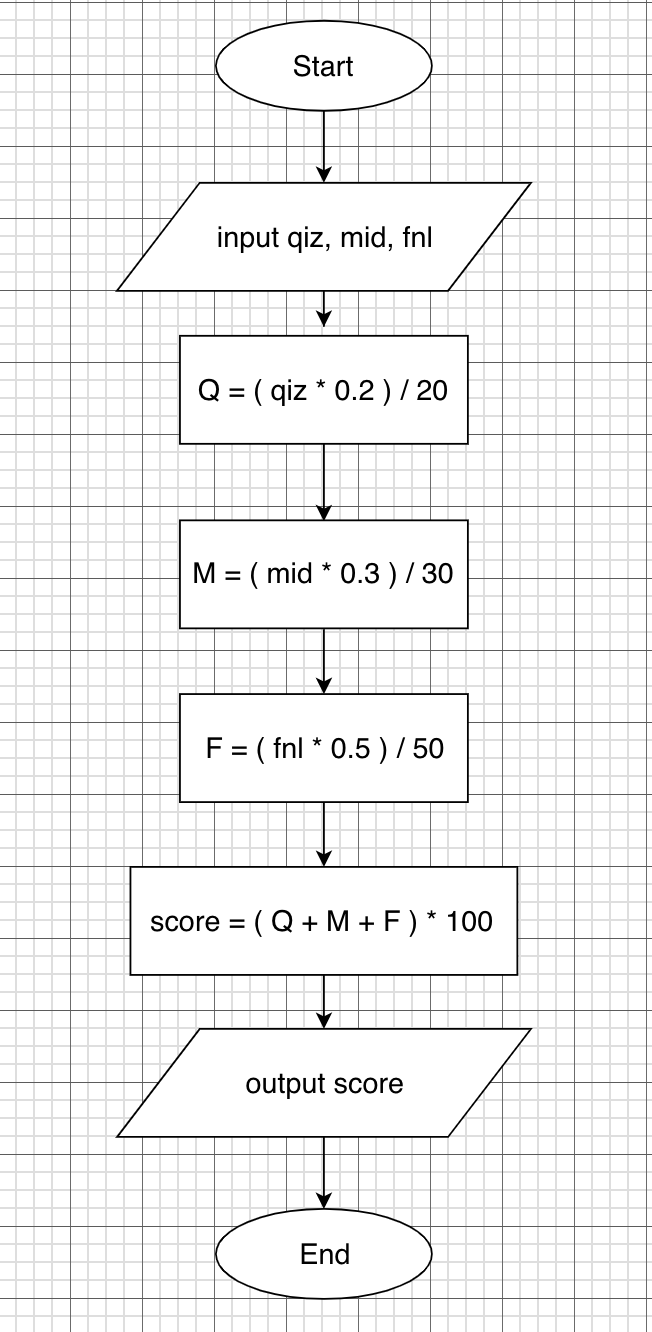 Start
input qiz, mid, fnl
Q = ( qiz * 0.2 ) / 20
M = ( mid * 0.3 ) / 30
F = ( fnl * 0.5 ) / 50
score = ( Q + M + F ) * 100
output score
End